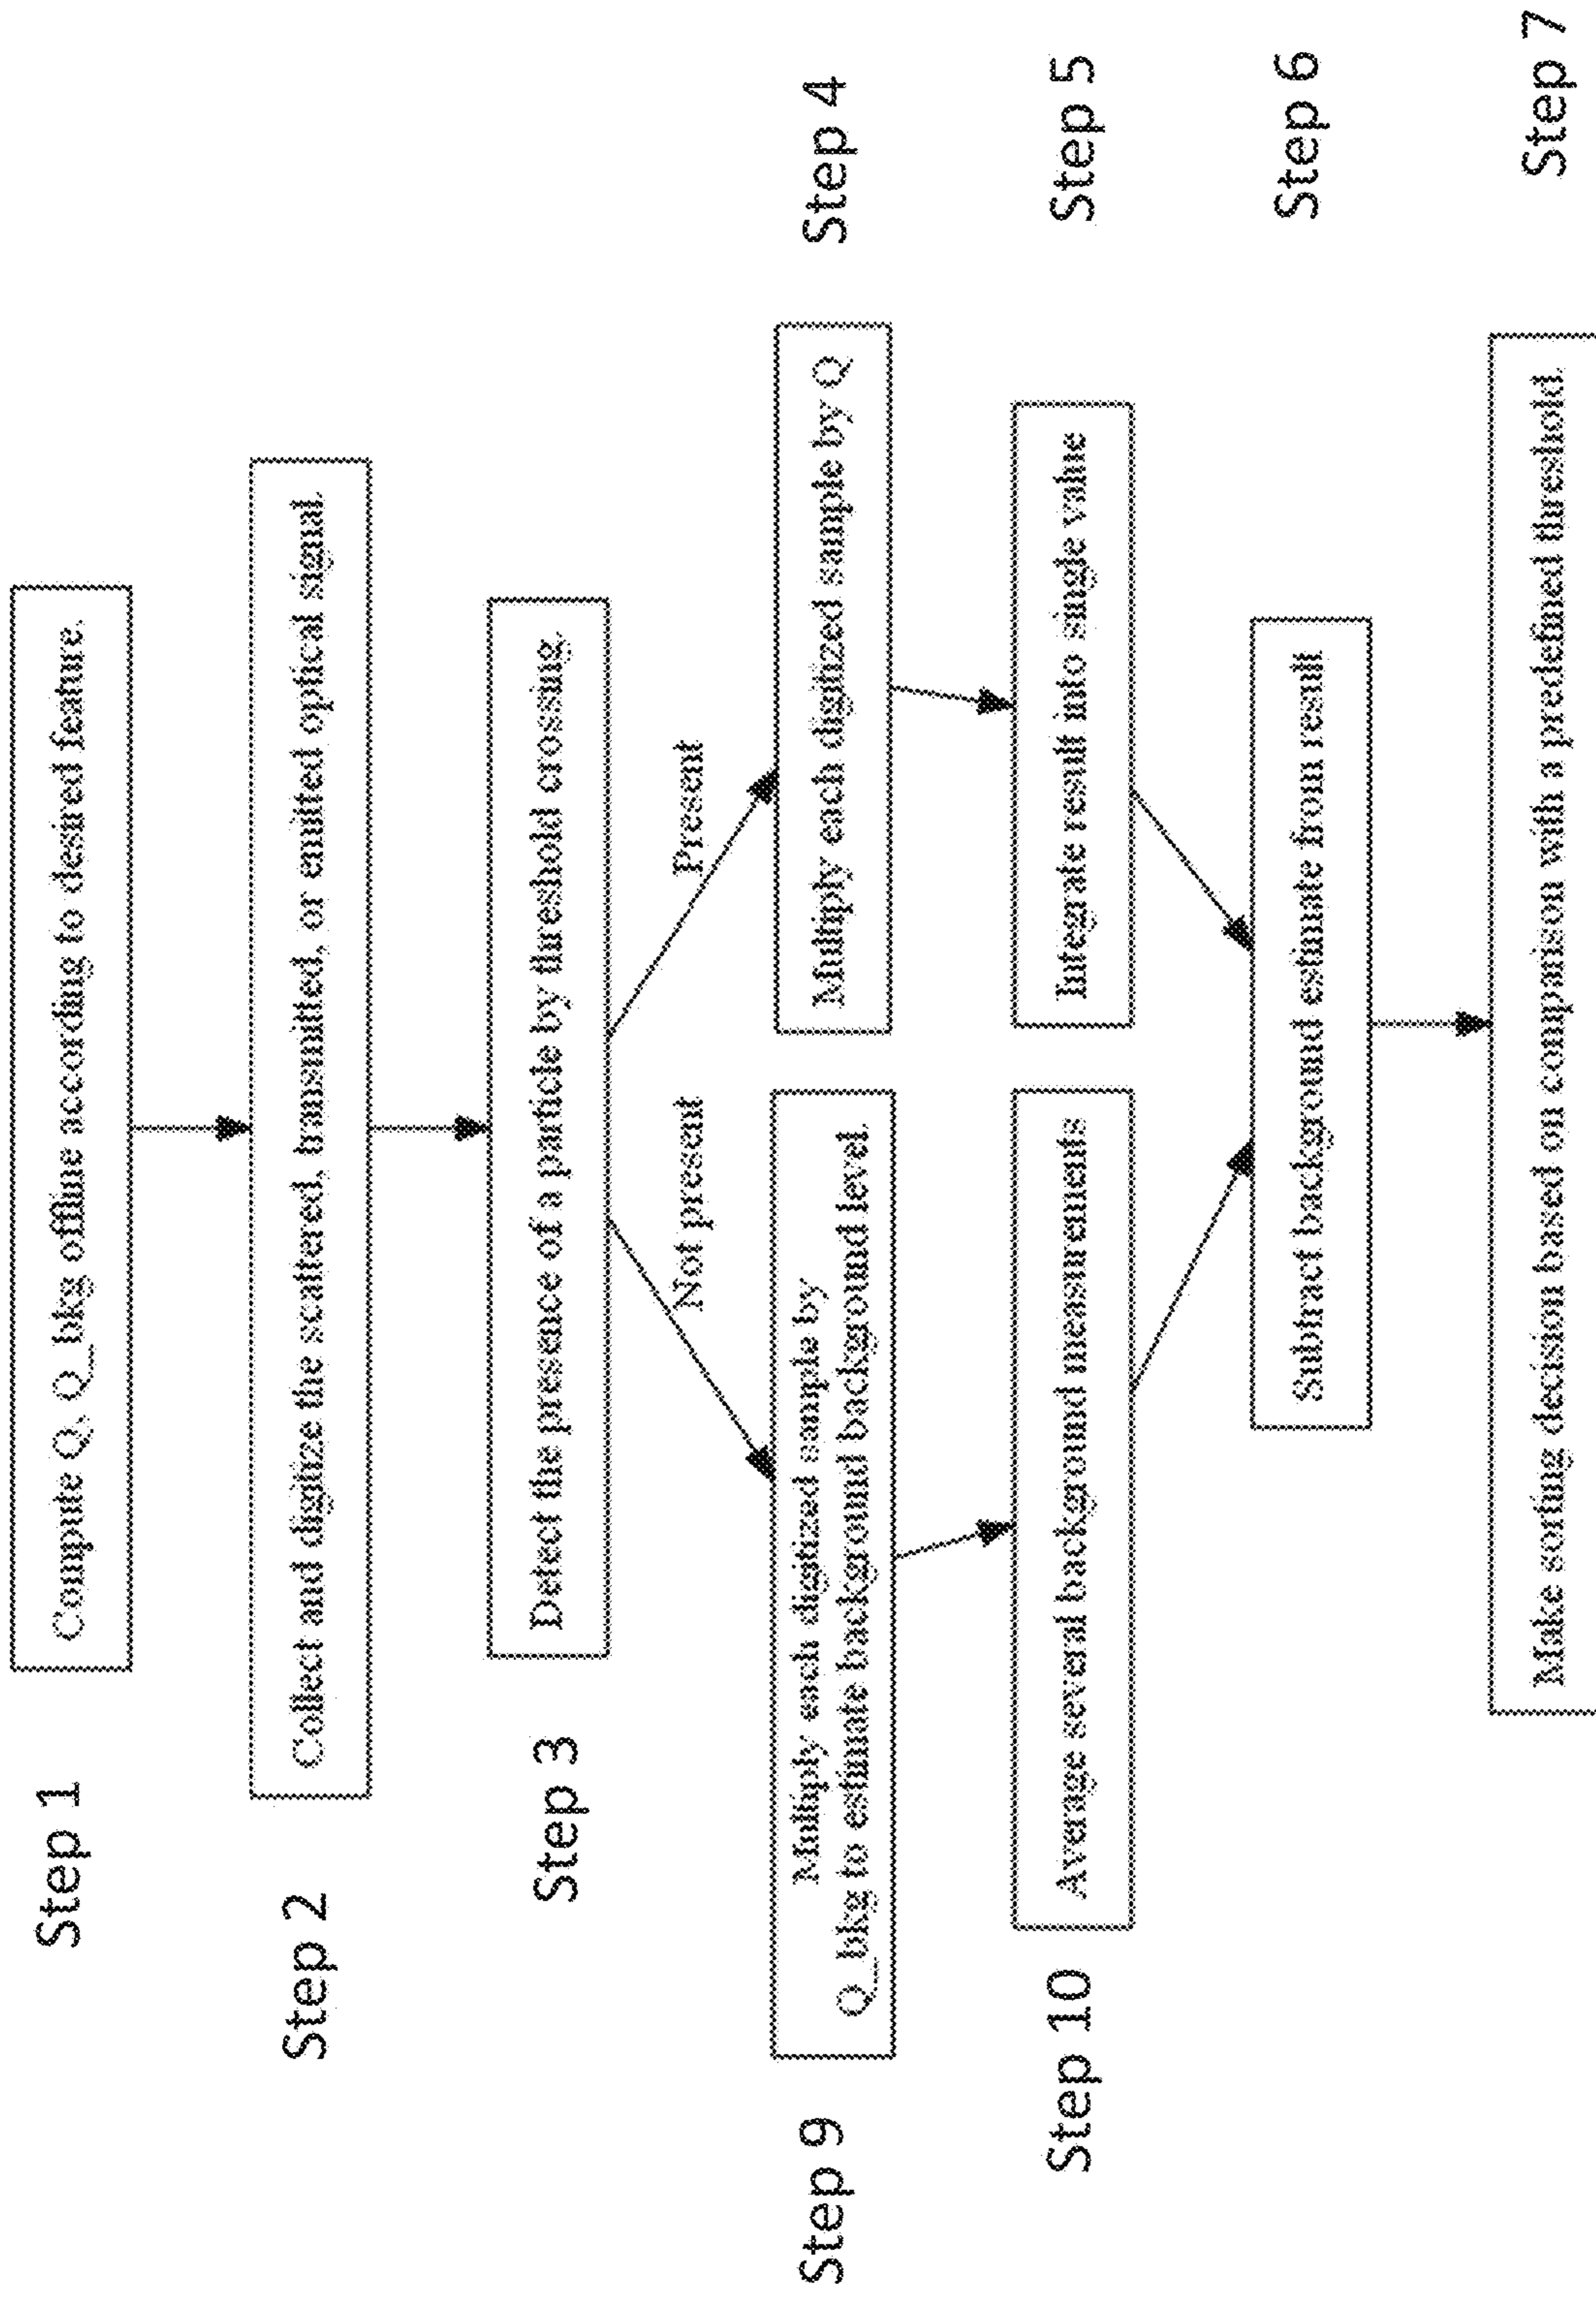 Step 1
Compute Q, Q_bkg offline according to desired feature.
Step 2
Collect and digitize the scattered, transmitted, or emitted optical signal.
Step 3
Detect the presence of a particle by threshold crossing.
Not present
Present
Step 9
Multiply each digitized sample by
Q_bkg to estimate background background level.
Multiply each digitized sample by Q
Step 4
Step 10
Average several background measurements
Integrate result into single value
Step 5
Subtract background estimate from result
Step 6
Make sorting decision based on comparison with a predefined threshold.
Step 7